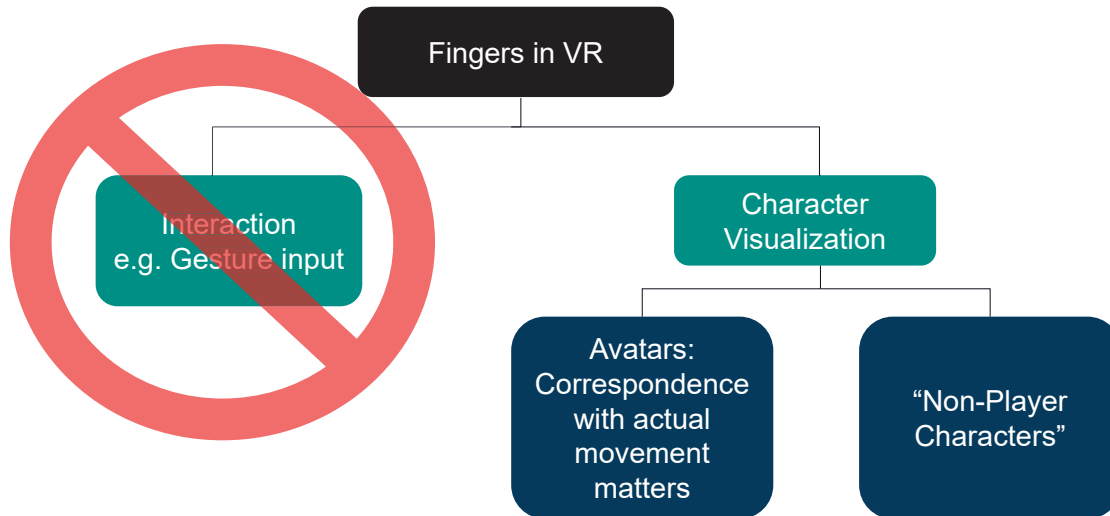 Fingers in VR
Interaction
e.g. Gesture input
Character
Visualization
Avatars:
Correspondence
with actual
movement
matters
“Non-Player
Characters”